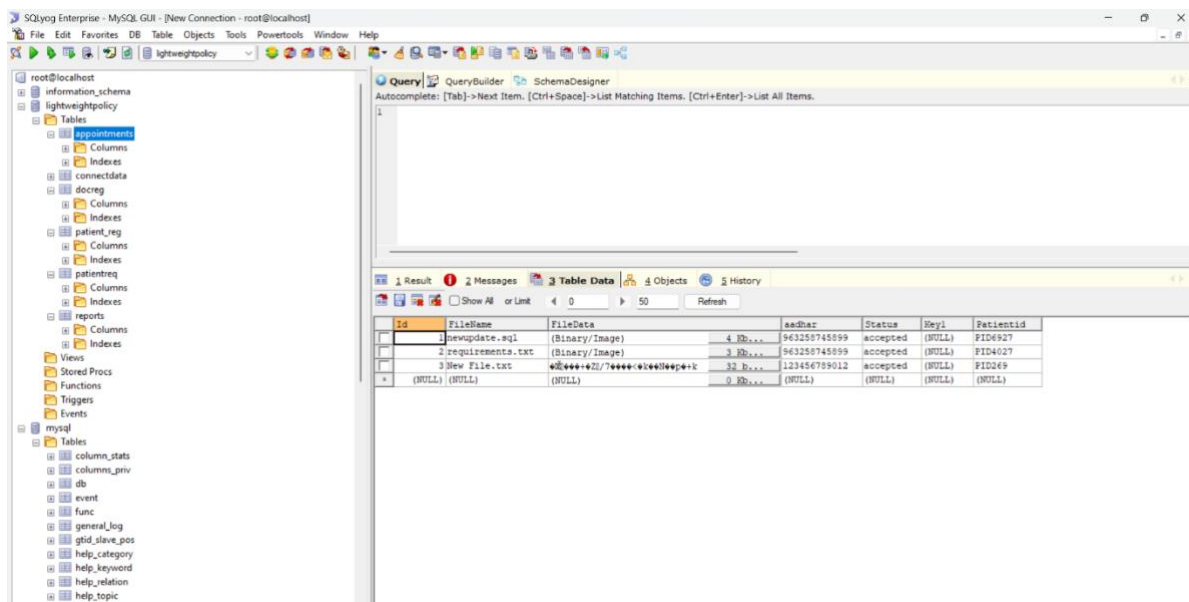 SQLyog Enterprise - MySQL GUI - [New Connection - root@localhost]
File Edit Favorites DB Table Objects Tools Powertools Window Help
lightweightpolicy
root@localhost
information_schema
lightweightpolicy
Tables
appointments
Columns
Indexes
connectdata
docreg
Columns
Indexes
patient_reg
Columns
Indexes
patientreq
Columns
Indexes
reports
Columns
Indexes
Views
Stored Procs
Functions
Triggers
Events
mysql
Tables
column_stats
columns_priv
db
event
func
general_log
gtid_slave_pos
help_category
help_keyword
help_relation
help_topic
Query QueryBuilder SchemaDesigner
Autocomplete: [Tab]->Next Item. [Ctrl+Space]->List Matching Items. [Ctrl+Enter]->List All Items.
1
1 Result 2 Messages 3 Table Data 4 Objects 5 History
Show All or Limit 0 50 Refresh
Id FileName FileData aadhar Status Key1 Patientid
1 newupdate.sql (Binary/Image) 4 Kb... 963258745899 accepted (NULL) PID6927
2 requirements.txt (Binary/Image) 3 Kb... 963258745899 accepted (NULL) PID4027
3 New File.txt 32 b... 123456789012 accepted (NULL) PID269
* (NULL) (NULL) (NULL) 0 Kb... (NULL) (NULL) (NULL) (NULL)